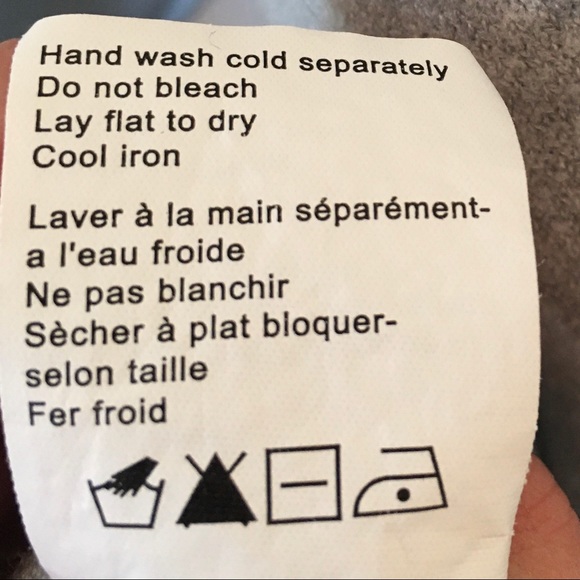 Hand wash cold separately
Do not bleach
Lay flat to dry
Cool iron
Laver à la main séparément-
a l'eau froide
Ne pas blanchir
Sècher à plat bloquer-
selon taille
Fer froid